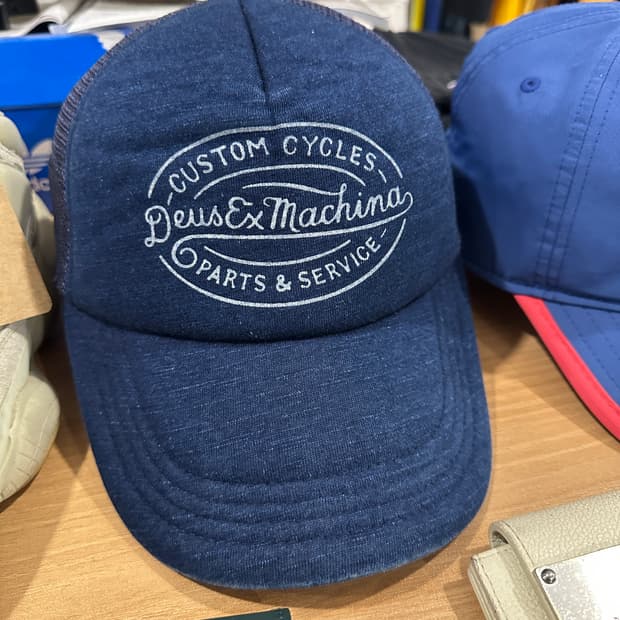 CUSTOM CYCLES
DeusExMachina
PARTS & SERVICE